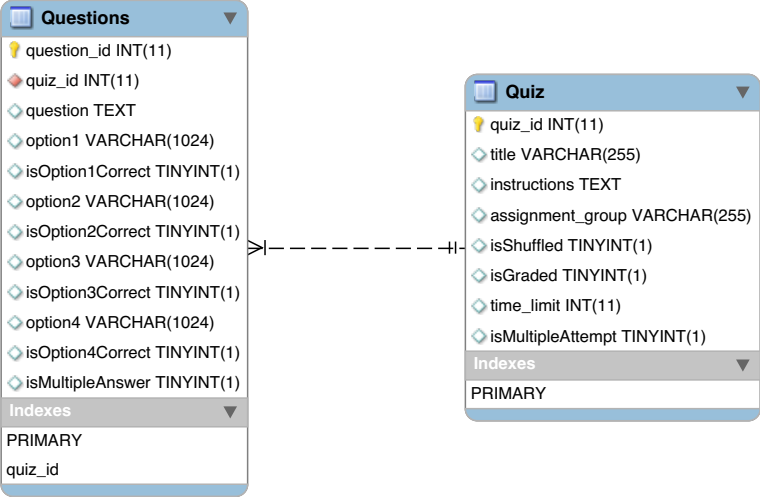 Questions
question_id INT(11)
quiz_id INT(11)
question TEXT
option1 VARCHAR(1024)
isOption1Correct TINYINT(1)
option2 VARCHAR(1024)
isOption2Correct TINYINT(1)
option3 VARCHAR(1024)
isOption3Correct TINYINT(1)
option4 VARCHAR(1024)
isOption4Correct TINYINT(1)
isMultipleAnswer TINYINT(1)
Indexes
PRIMARY
quiz_id
Quiz
quiz_id INT(11)
title VARCHAR(255)
instructions TEXT
assignment_group VARCHAR(255)
isShuffled TINYINT(1)
isGraded TINYINT(1)
time_limit INT(11)
isMultipleAttempt TINYINT(1)
Indexes
PRIMARY